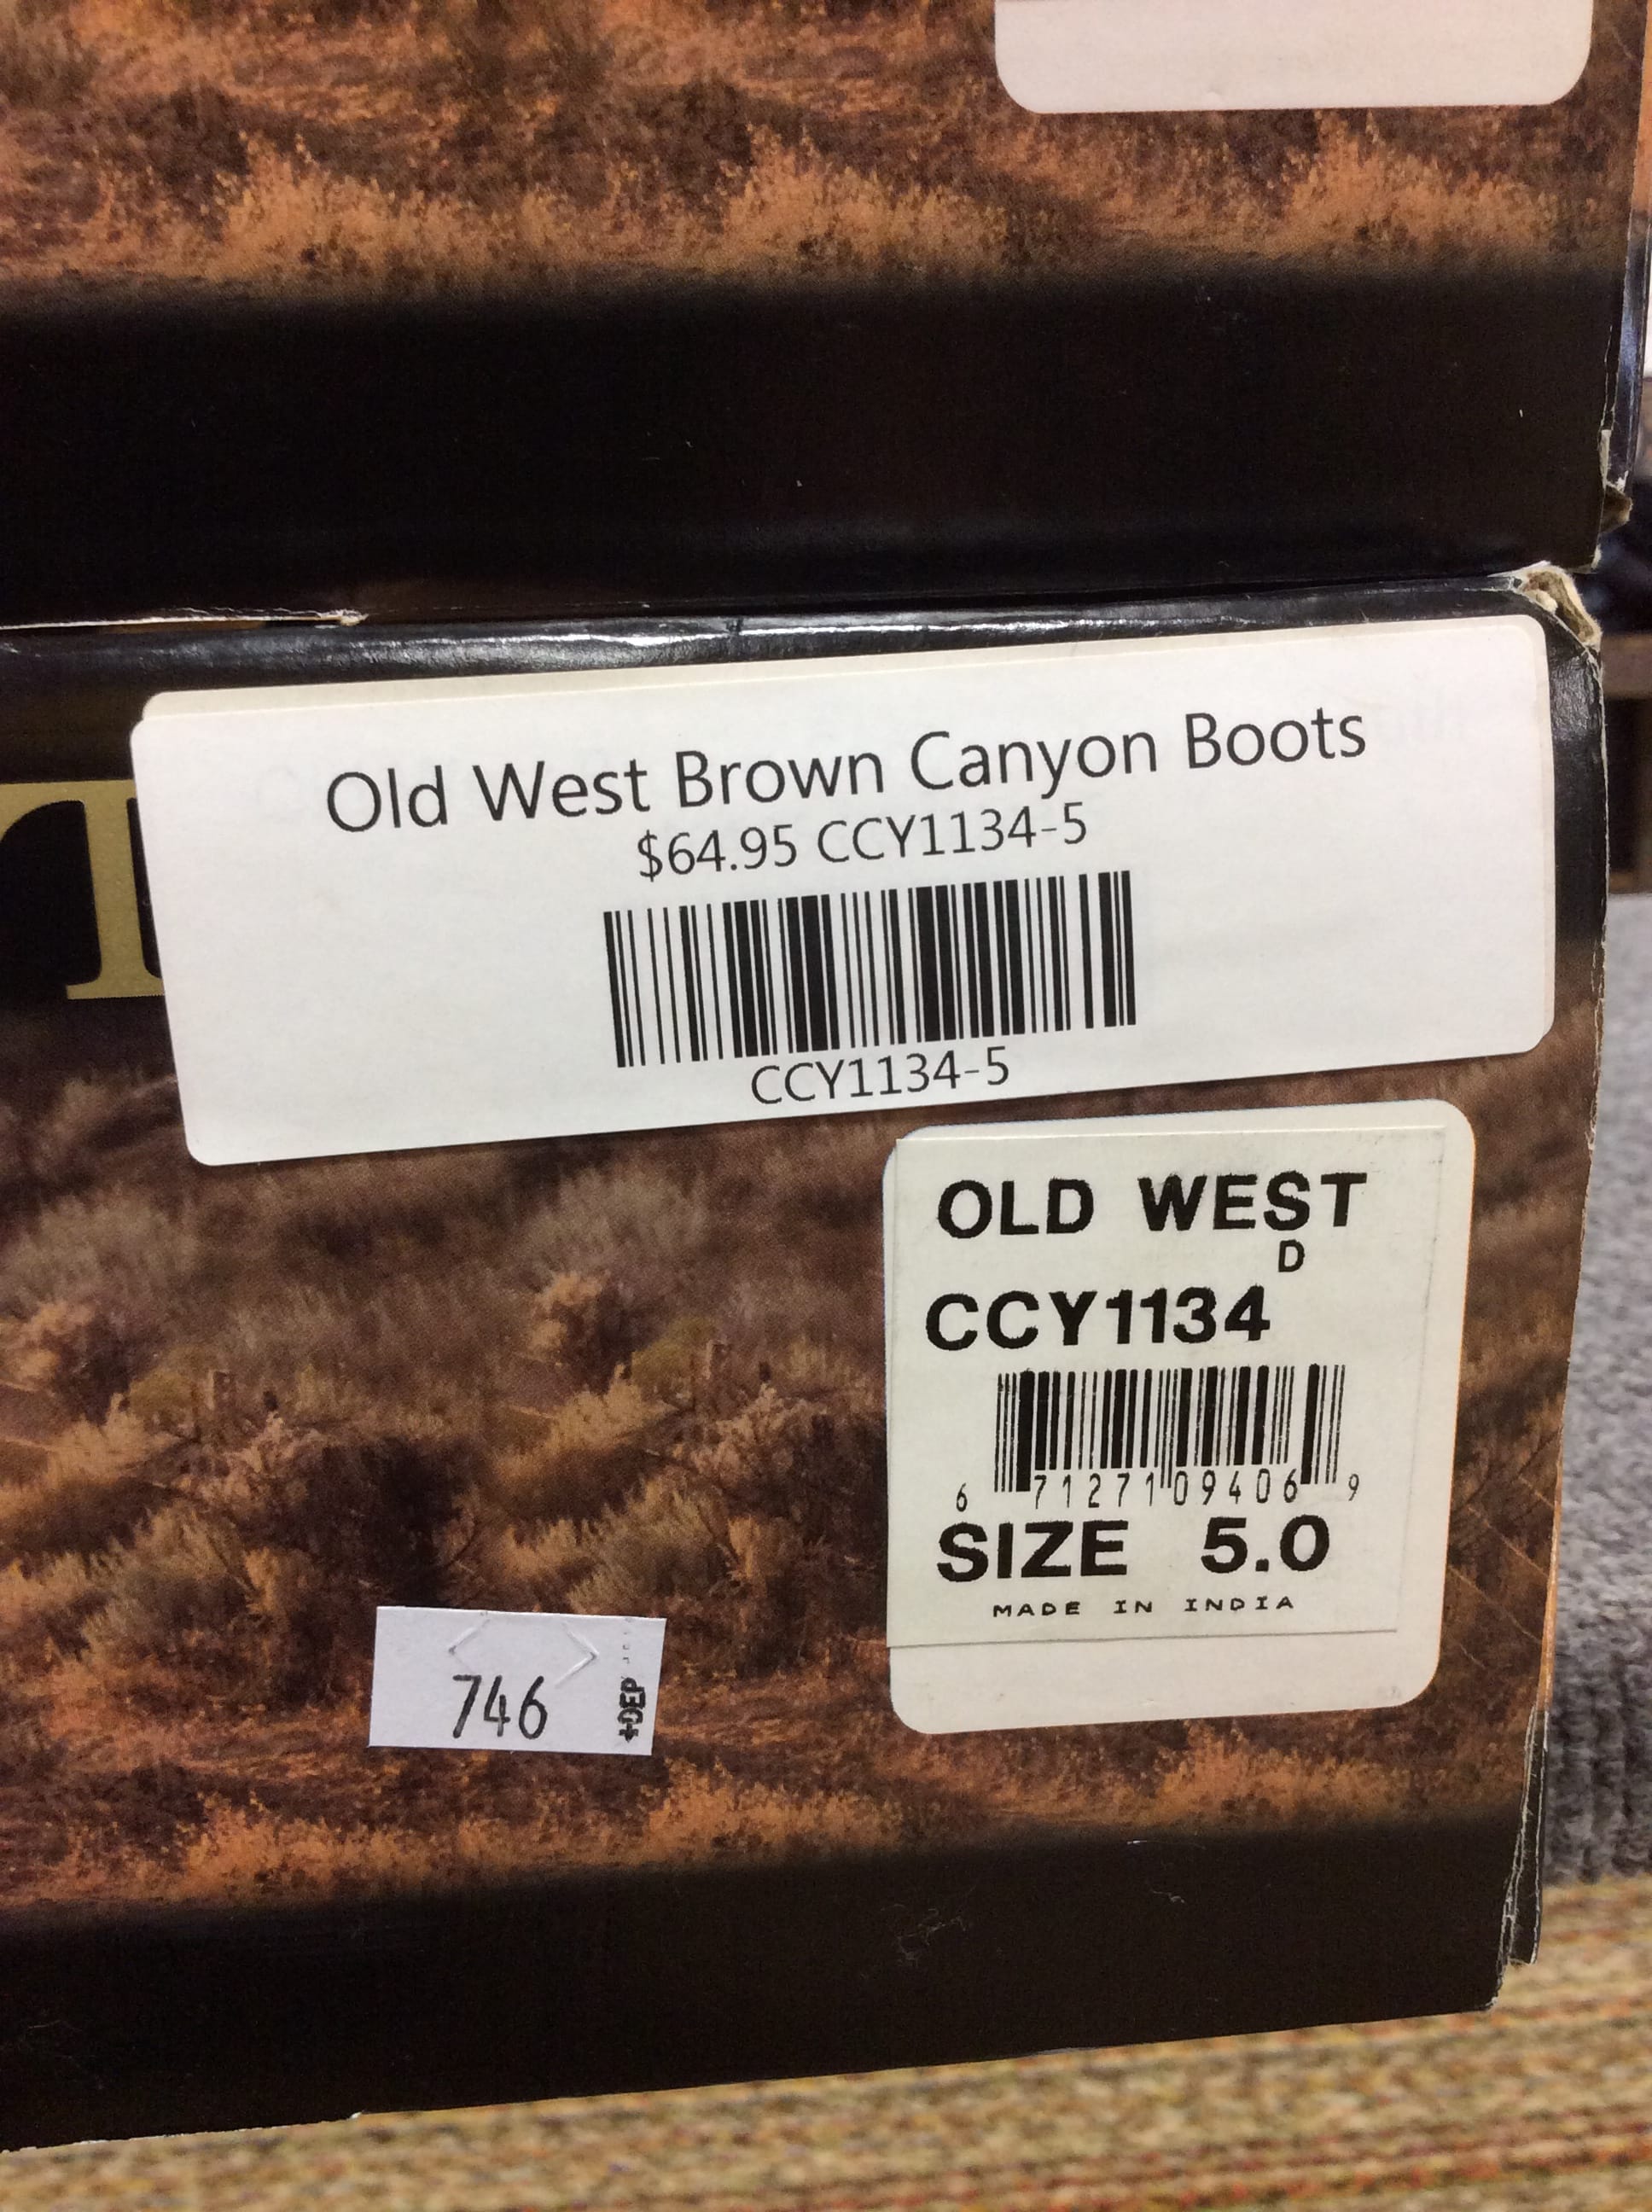 T
Old West Brown Canyon Boots
$64.95 CCY1134-5
CCY1134-5
OLD WEST
D
CCY1134
6 71271 09406 9
SIZE 5.0
MADE IN INDIA
746
+DEP